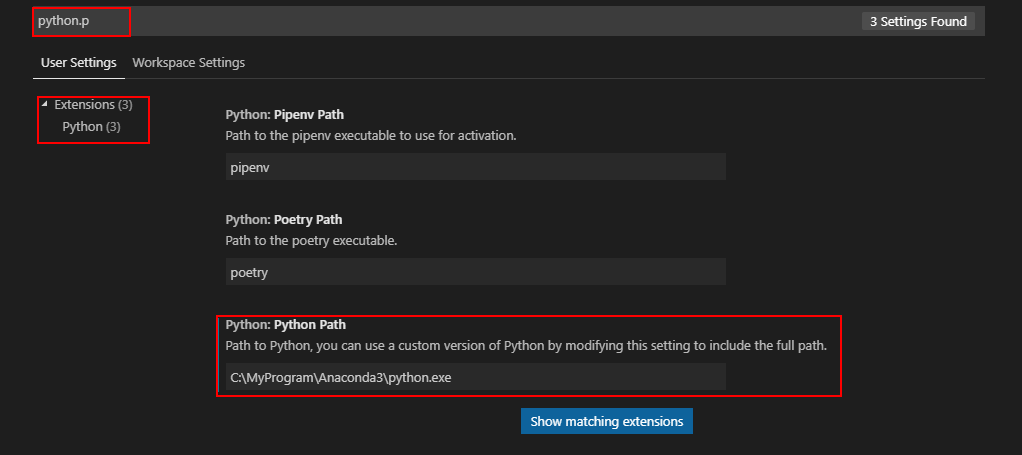 python.p
3 Settings Found
User Settings
Workspace Settings
Extensions (3)
Python (3)
Python: Pipenv Path
Path to the pipenv executable to use for activation.
pipenv
Python: Poetry Path
Path to the poetry executable.
poetry
Python: Python Path
Path to Python, you can use a custom version of Python by modifying this setting to include the full path.
C:\MyProgram\Anaconda3\python.exe
Show matching extensions